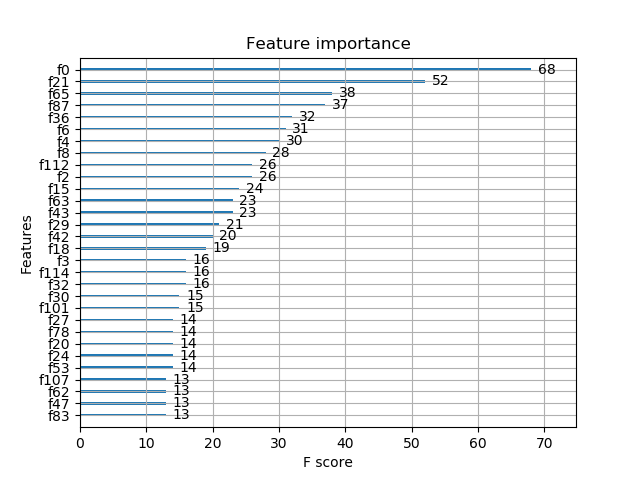 Feature importance
f0 68
f21 52
f65 38
f87 37
f36 32
f6 31
f4 30
f8 28
f112 26
f2 26
f15 24
f63 23
f43 23
f29 21
f42 20
f18 19
f3 16
f114 16
f32 16
f30 15
f101 15
f27 14
f78 14
f20 14
f24 14
f53 14
f107 13
f62 13
f47 13
f83 13
Features
0 10 20 30 40 50 60 70
F score